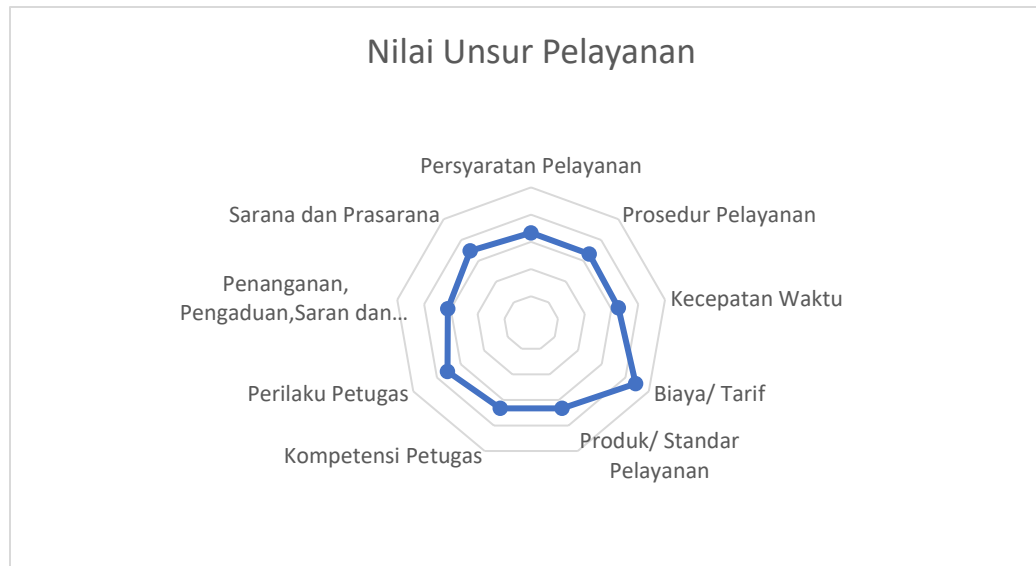 Nilai Unsur Pelayanan
Persyaratan Pelayanan
Prosedur Pelayanan
Kecepatan Waktu
Biaya/ Tarif
Produk/ Standar
Pelayanan
Kompetensi Petugas
Perilaku Petugas
Penanganan,
Pengaduan,Saran dan...
Sarana dan Prasarana